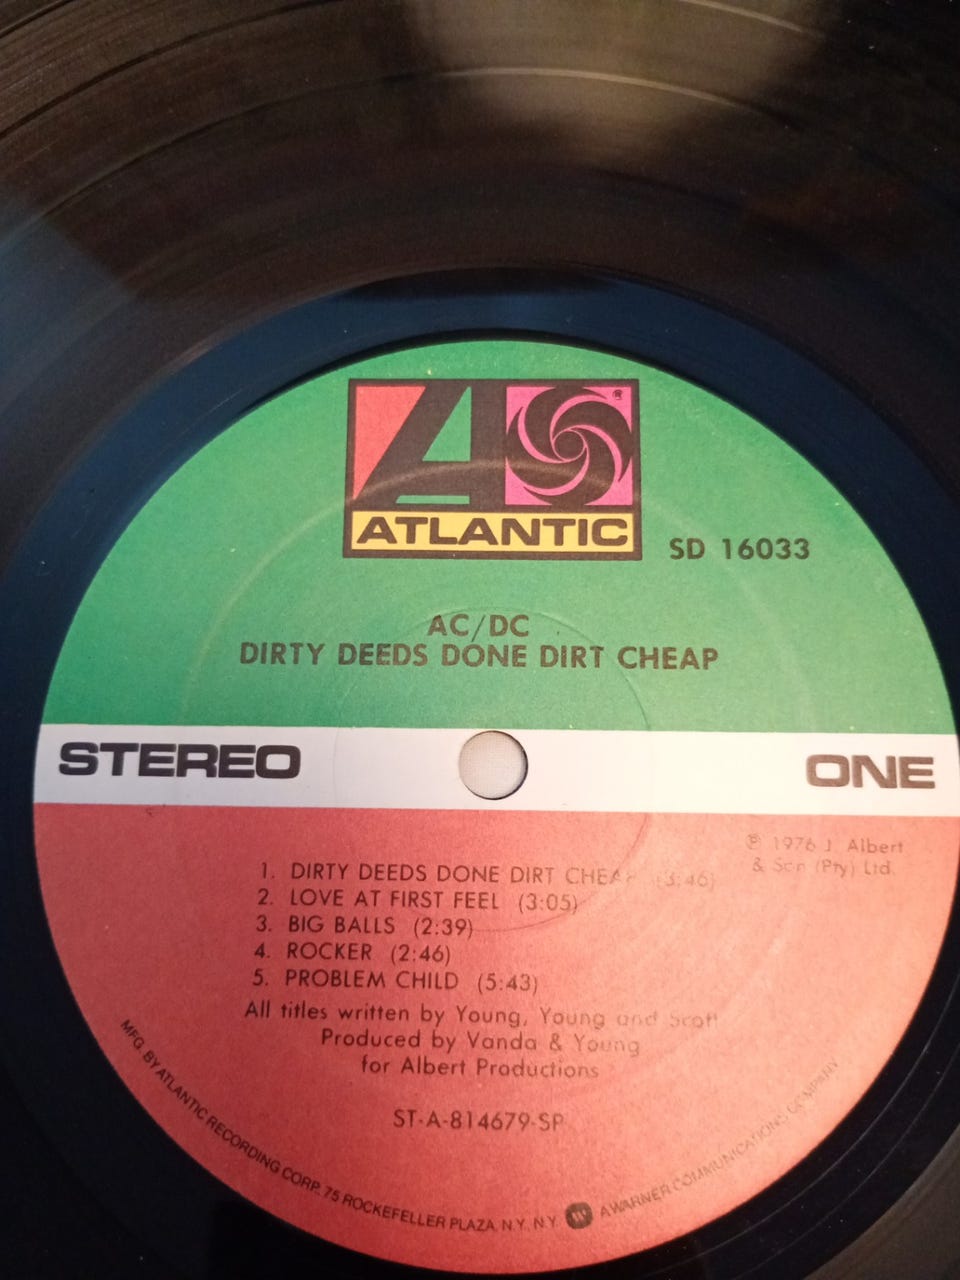 ®
ATLANTIC
SD 16033
AC/DC
DIRTY DEEDS DONE DIRT CHEAP
STEREO
ONE
℗ 1976 J. Albert
& Son (Pty) Ltd.
1. DIRTY DEEDS DONE DIRT CHEAP (3:46)
2. LOVE AT FIRST FEEL (3:05)
3. BIG BALLS (2:39)
4. ROCKER (2:46)
5. PROBLEM CHILD (5:43)
All titles written by Young, Young and Scott
Produced by Vanda & Young
for Albert Productions
ST-A-814679-SP
MFG. BY ATLANTIC RECORDING CORP. 75 ROCKEFELLER PLAZA, N.Y., N.Y. A WARNER COMMUNICATIONS COMPANY